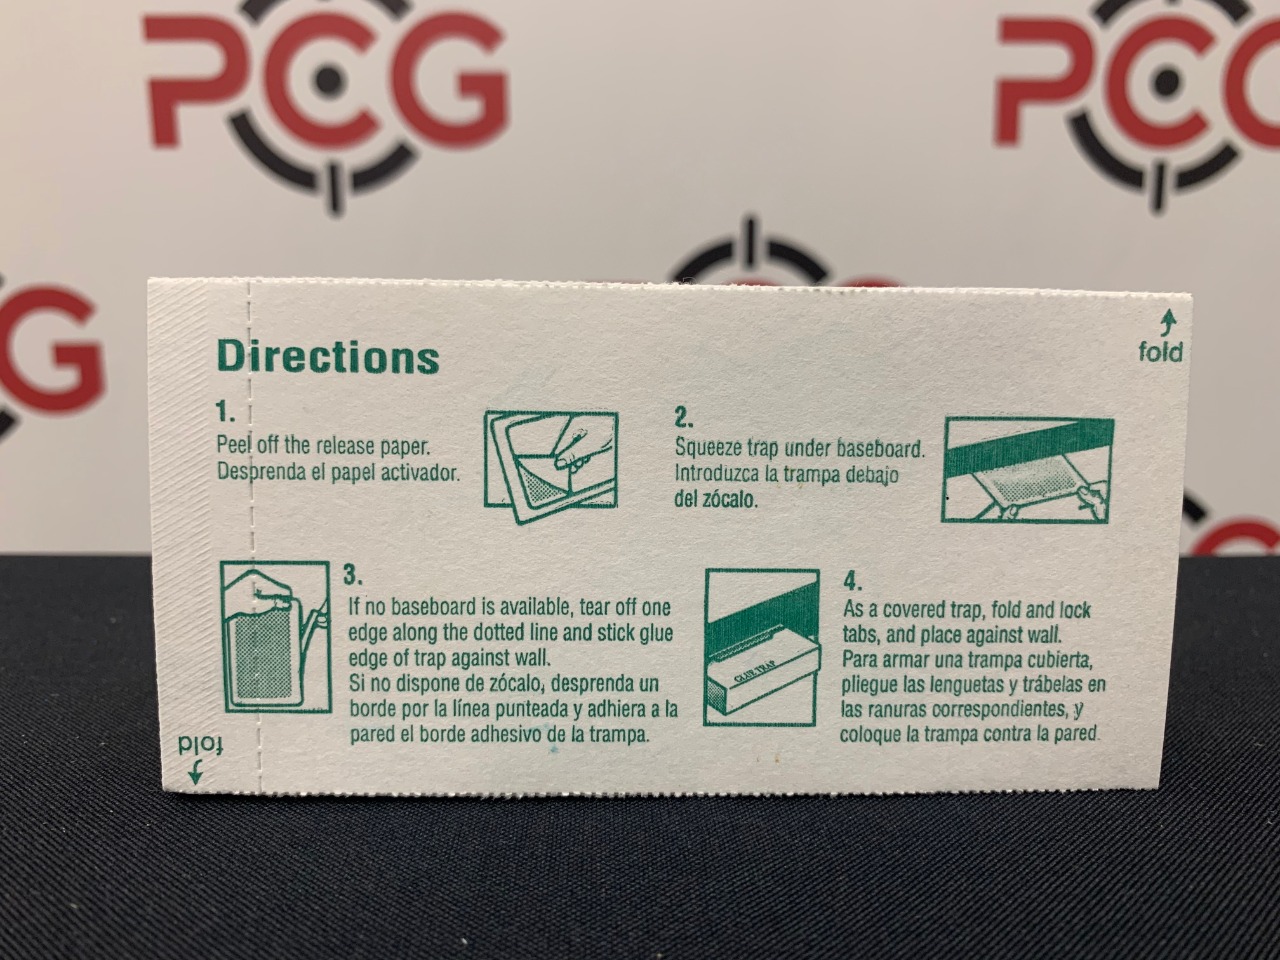 PCG
PCG
G
fold
Directions
1.
Peel off the release paper.
Desprenda el papel activador.
2.
Squeeze trap under baseboard.
Introduzca la trampa debajo
del zócalo.
3.
If no baseboard is available, tear off one
edge along the dotted line and stick glue
edge of trap against wall.
Si no dispone de zócalo, desprenda un
borde por la línea punteada y adhiera a la
pared el borde adhesivo de la trampa.
GLUE TRAP
4.
As a covered trap, fold and lock
tabs, and place against wall.
Para armar una trampa cubierta,
pliegue las lenguetas y trábelas en
las ranuras correspondientes, y
coloque la trampa contra la pared.
fold